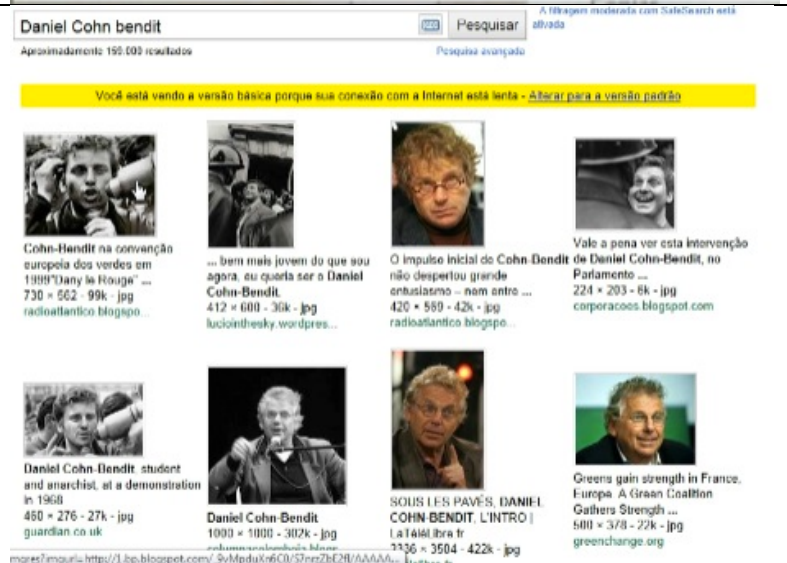 Daniel Cohn bendit
Pesquisar
A filtragem moderada com SafeSearch está
ativada
Aproximadamente 159.000 resultados
Pesquisa avançada
Você está vendo a versão básica porque sua conexão com a Internet está lenta - Alterar para a versão padrão
Cohn-Bendit na convenção
europeia dos verdes em
1999"Dany le Rouge" ...
730 × 562 - 99k - jpg
radioatlantico.blogspo...
... bem mais jovem do que sou
agora, eu queria ser o Daniel
Cohn-Bendit.
412 × 600 - 36k - jpg
luciointhesky.wordpres...
O impulso inicial de Cohn-Bendit
não despertou grande
entusiasmo – nem entre ...
420 × 569 - 42k - jpg
radioatlantico.blogspo...
Vale a pena ver esta intervenção
de Daniel Cohn-Bendit, no
Parlamento ...
224 × 203 - 6k - jpg
corporacoes.blogspot.com
Daniel Cohn-Bendit, student
and anarchist, at a demonstration
in 1968
460 × 276 - 27k - jpg
guardian.co.uk
Daniel Cohn-Bendit
1000 × 1000 - 302k - jpg
SOUS LES PAVÉS, DANIEL
COHN-BENDIT, L'INTRO |
LaTéléLibre.fr
2336 × 3504 - 422k - jpg
Greens gain strength in France,
Europe. A Green Coalition
Gathers Strength ...
500 × 378 - 22k - jpg
greenchange.org